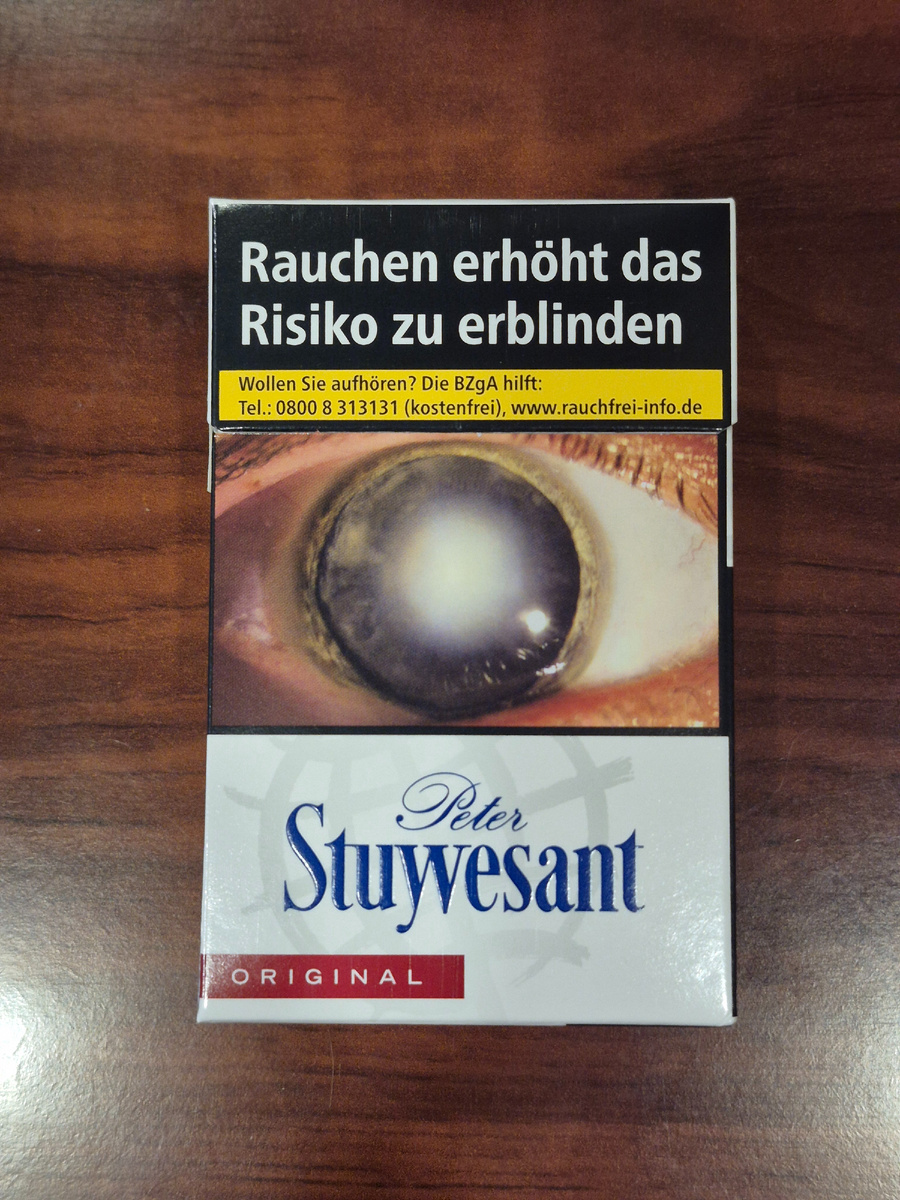 Rauchen erhöht das
Risiko zu erblinden
Wollen Sie aufhören? Die BZgA hilft:
Tel.: 0800 8 313131 (kostenfrei), www.rauchfrei-info.de
Peter
Stuyvesant
ORIGINAL